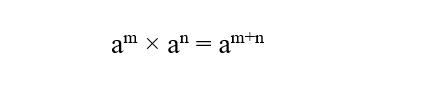 aᵐ × aⁿ = aᵐ⁺ⁿ